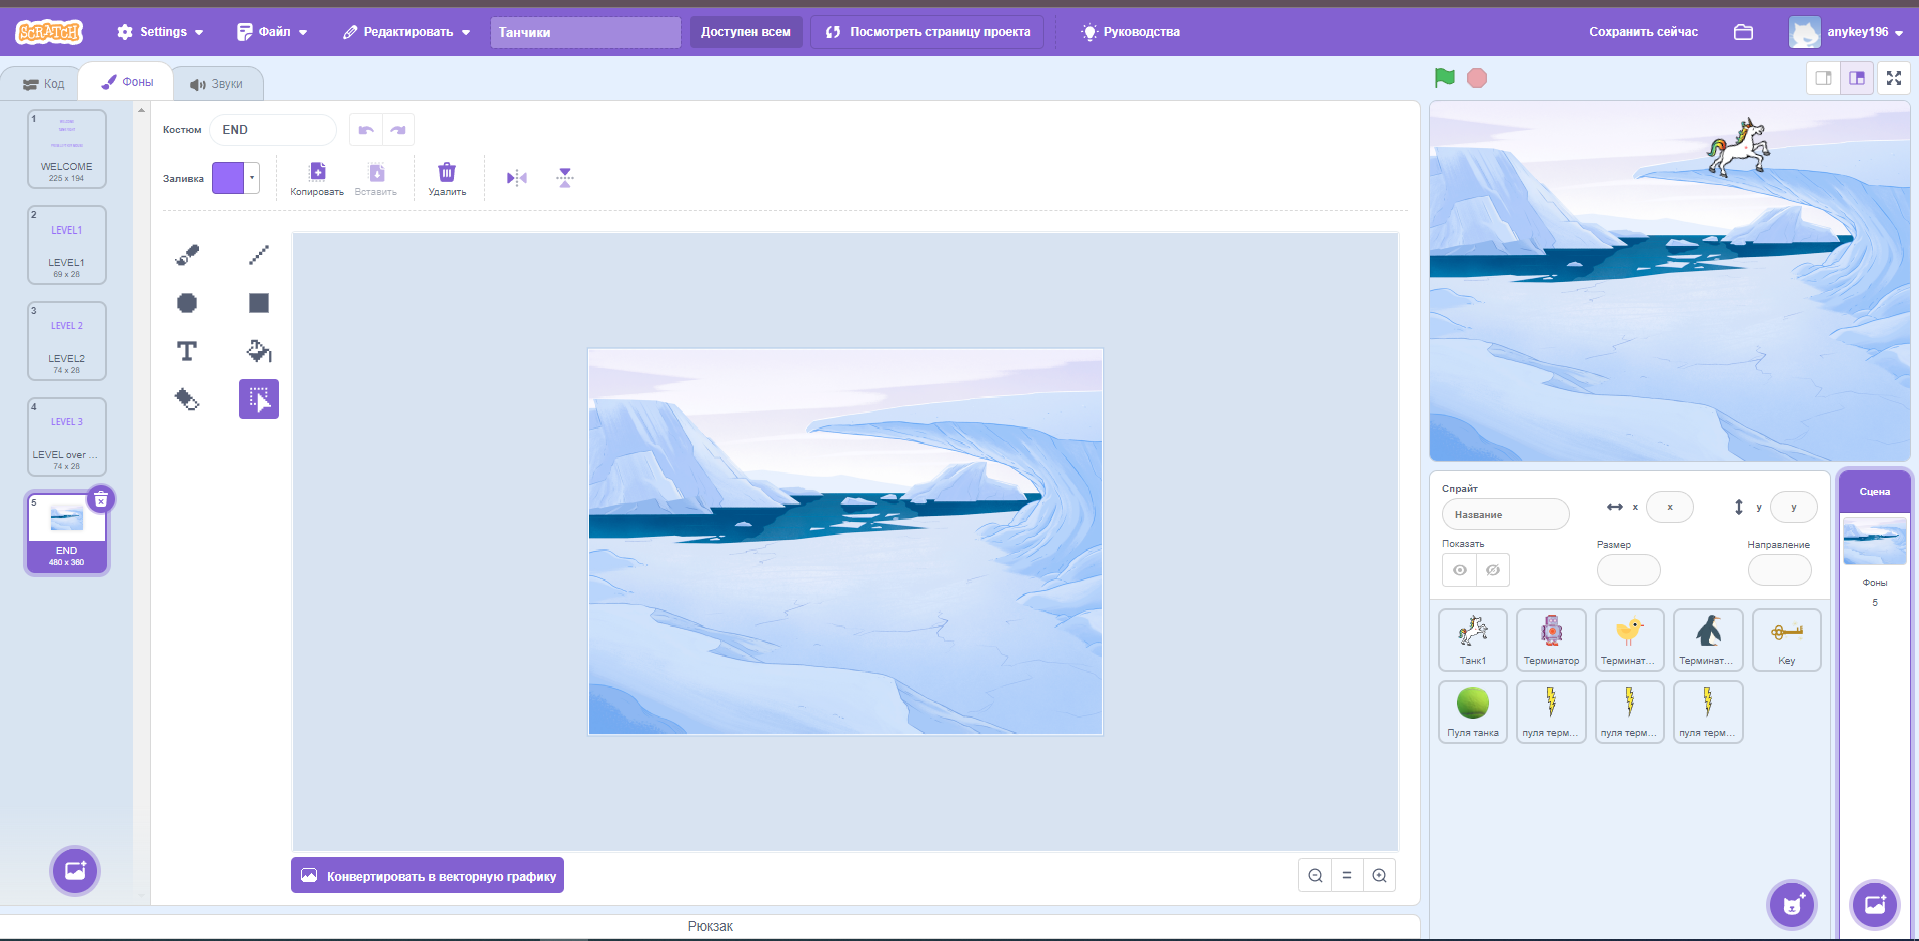 SCRATCH
Settings
Файл
Редактировать
Танчики
Доступен всем
Посмотреть страницу проекта
Руководства
Сохранить сейчас
anykey196
Код
Фоны
Звуки
1
WELCOME
225 x 194
2
LEVEL1
LEVEL1
69 x 28
3
LEVEL 2
LEVEL2
74 x 28
4
LEVEL 3
LEVEL over ...
74 x 28
5
END
480 x 360
Костюм
END
Заливка
Копировать
Вставить
Удалить
Конвертировать в векторную графику
Рюкзак
Спрайт
Название
x
x
y
y
Показать
Размер
Направление
Танк1
Терминатор
Терминат...
Терминат...
Key
Пуля танка
пуля терм...
пуля терм...
пуля терм...
Сцена
Фоны
5